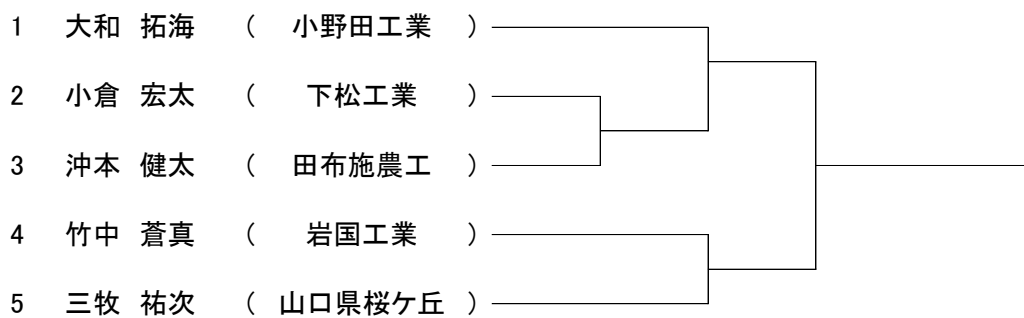 1 大和 拓海 ( 小野田工業 )
2 小倉 宏太 ( 下松工業 )
3 沖本 健太 ( 田布施農工 )
4 竹中 蒼真 ( 岩国工業 )
5 三牧 祐次 ( 山口県桜ケ丘 )